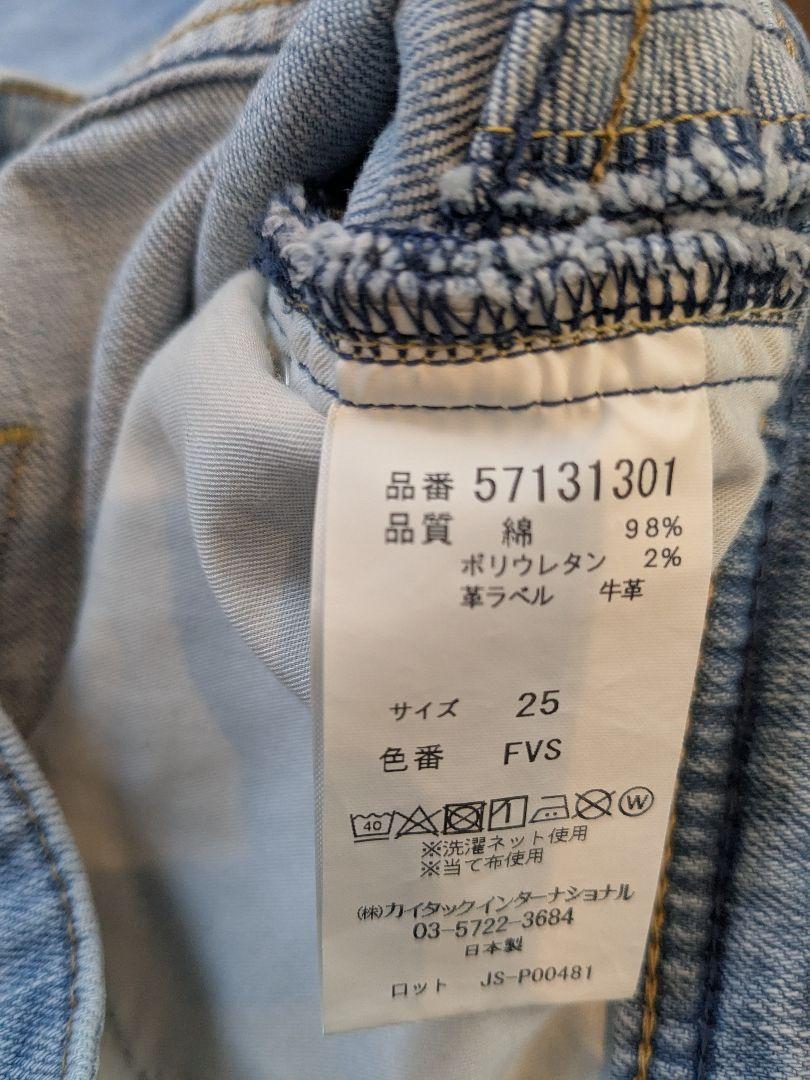 品番 57131301
品質 綿 98%
ポリウレタン 2%
革ラベル 牛革
サイズ 25
色番 FVS
40 W
※洗濯ネット使用
※当て布使用
㈱カイタックインターナショナル
03-5722-3684
日本製
ロット JS-P00481